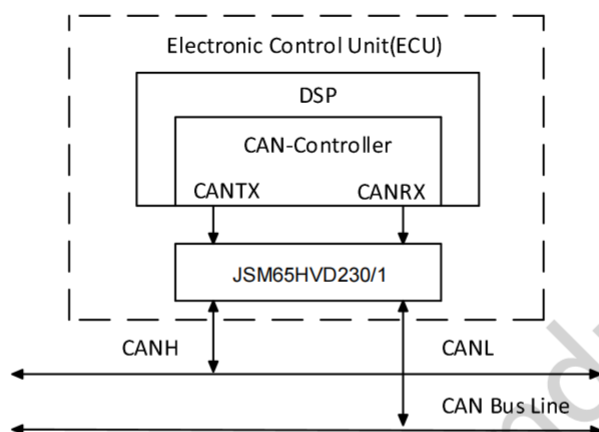 Electronic Control Unit(ECU)
DSP
CAN-Controller
CANTX CANRX
JSM65HVD230/1
CANH CANL
CAN Bus Line